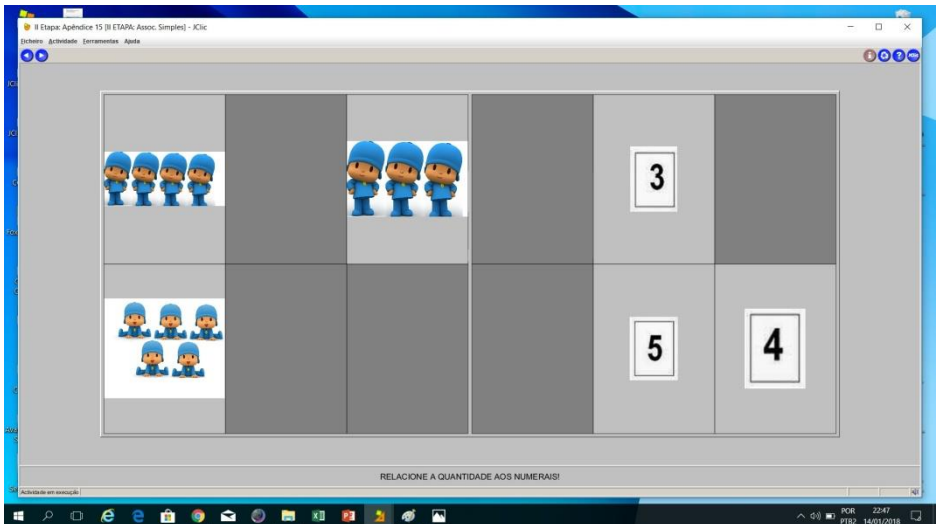 II Etapa: Apêndice 15 [II ETAPA: Assoc. Simples] - JClic
Ficheiro Actividade Ferramentas Ajuda
3
5
4
RELACIONE A QUANTIDADE AOS NUMERAIS!
Actividade em execução
POR 22:47
PTB2 14/01/2018